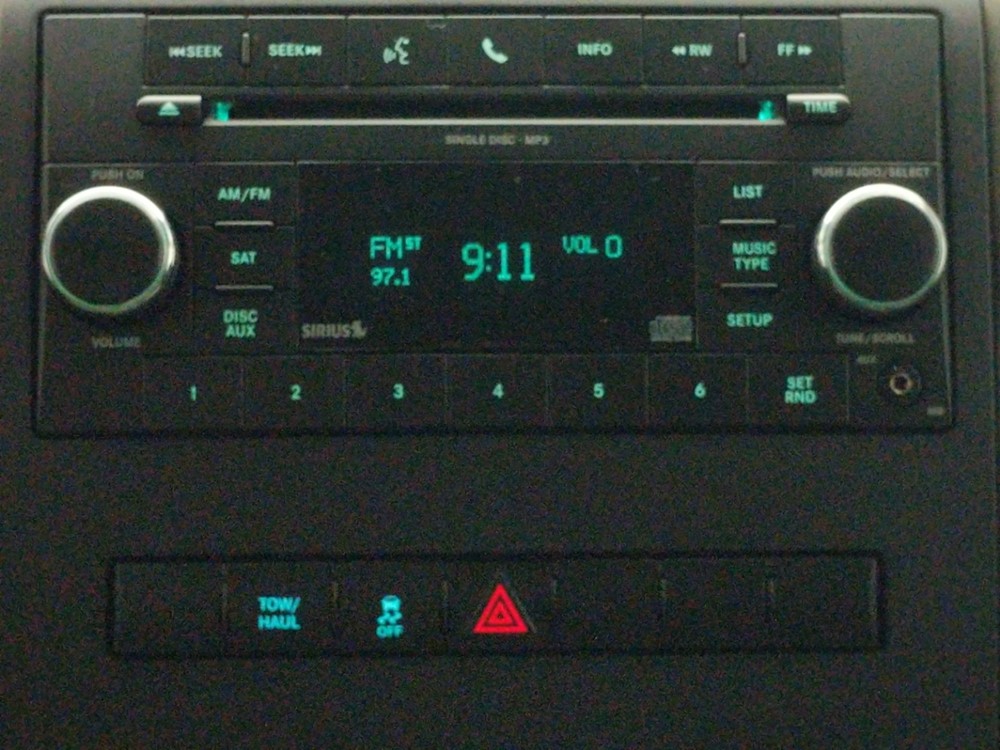 SEEK SEEK INFO RW FF
TIME
SINGLE DISC · MP3
PUSH ON
PUSH AUDIO/SELECT
AM/FM
LIST
SAT
FM ST
97.1
9:11
VOL 0
MUSIC
TYPE
DISC
AUX
SIRIUS
SETUP
VOLUME
TUNE/SCROLL
AUX
1 2 3 4 5 6
SET
RND
TOW/
HAUL
OFF